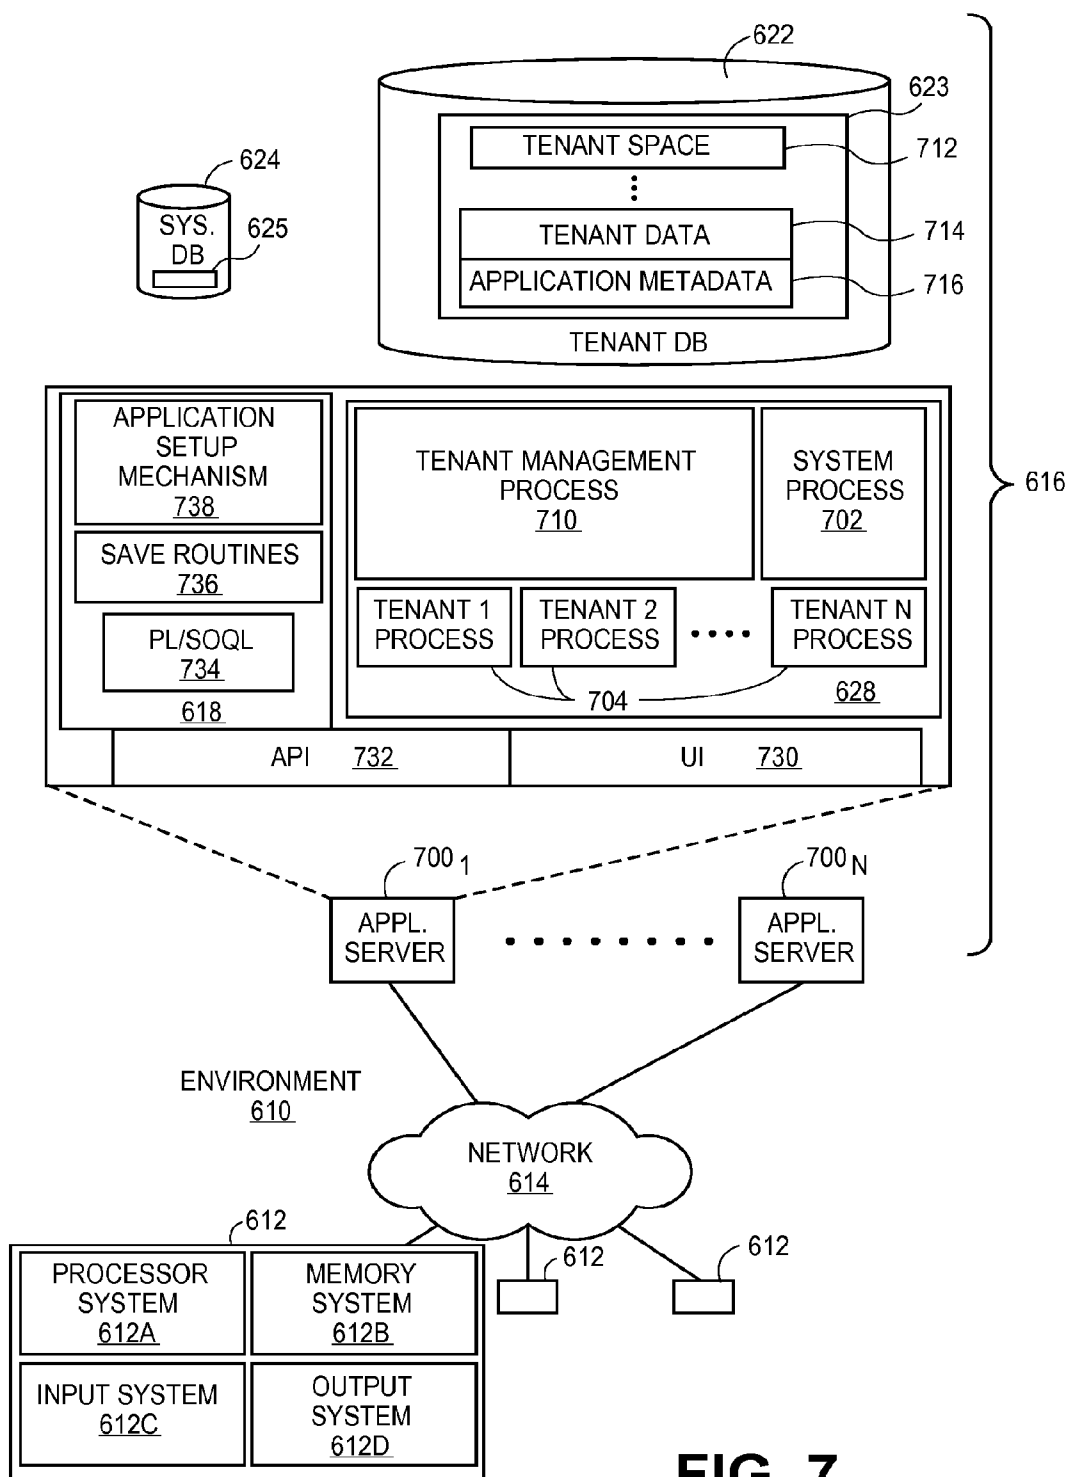 622
623
TENANT SPACE
712
624
SYS.
DB
625
TENANT DATA
714
APPLICATION METADATA
716
TENANT DB
APPLICATION
SETUP
MECHANISM
738
TENANT MANAGEMENT
PROCESS
710
SYSTEM
PROCESS
702
616
SAVE ROUTINES
736
TENANT 1
PROCESS
TENANT 2
PROCESS
TENANT N
PROCESS
PL/SOQL
734
618
704
628
API 732
UI 730
700 1
700 N
APPL.
SERVER
APPL.
SERVER
ENVIRONMENT
610
NETWORK
614
612
612
612
PROCESSOR
SYSTEM
612A
MEMORY
SYSTEM
612B
INPUT SYSTEM
612C
OUTPUT
SYSTEM
612D
FIG. 7